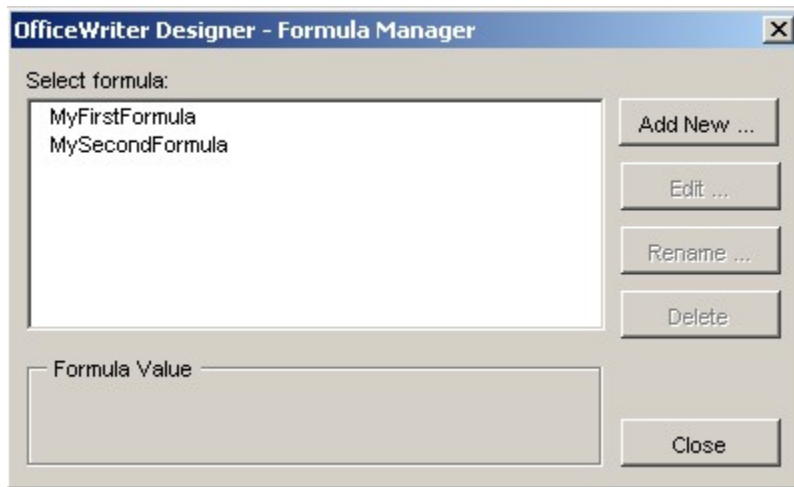 OfficeWriter Designer - Formula Manager
Select formula:
MyFirstFormula
MySecondFormula
Add New ...
Edit ...
Rename ...
Delete
Formula Value
Close